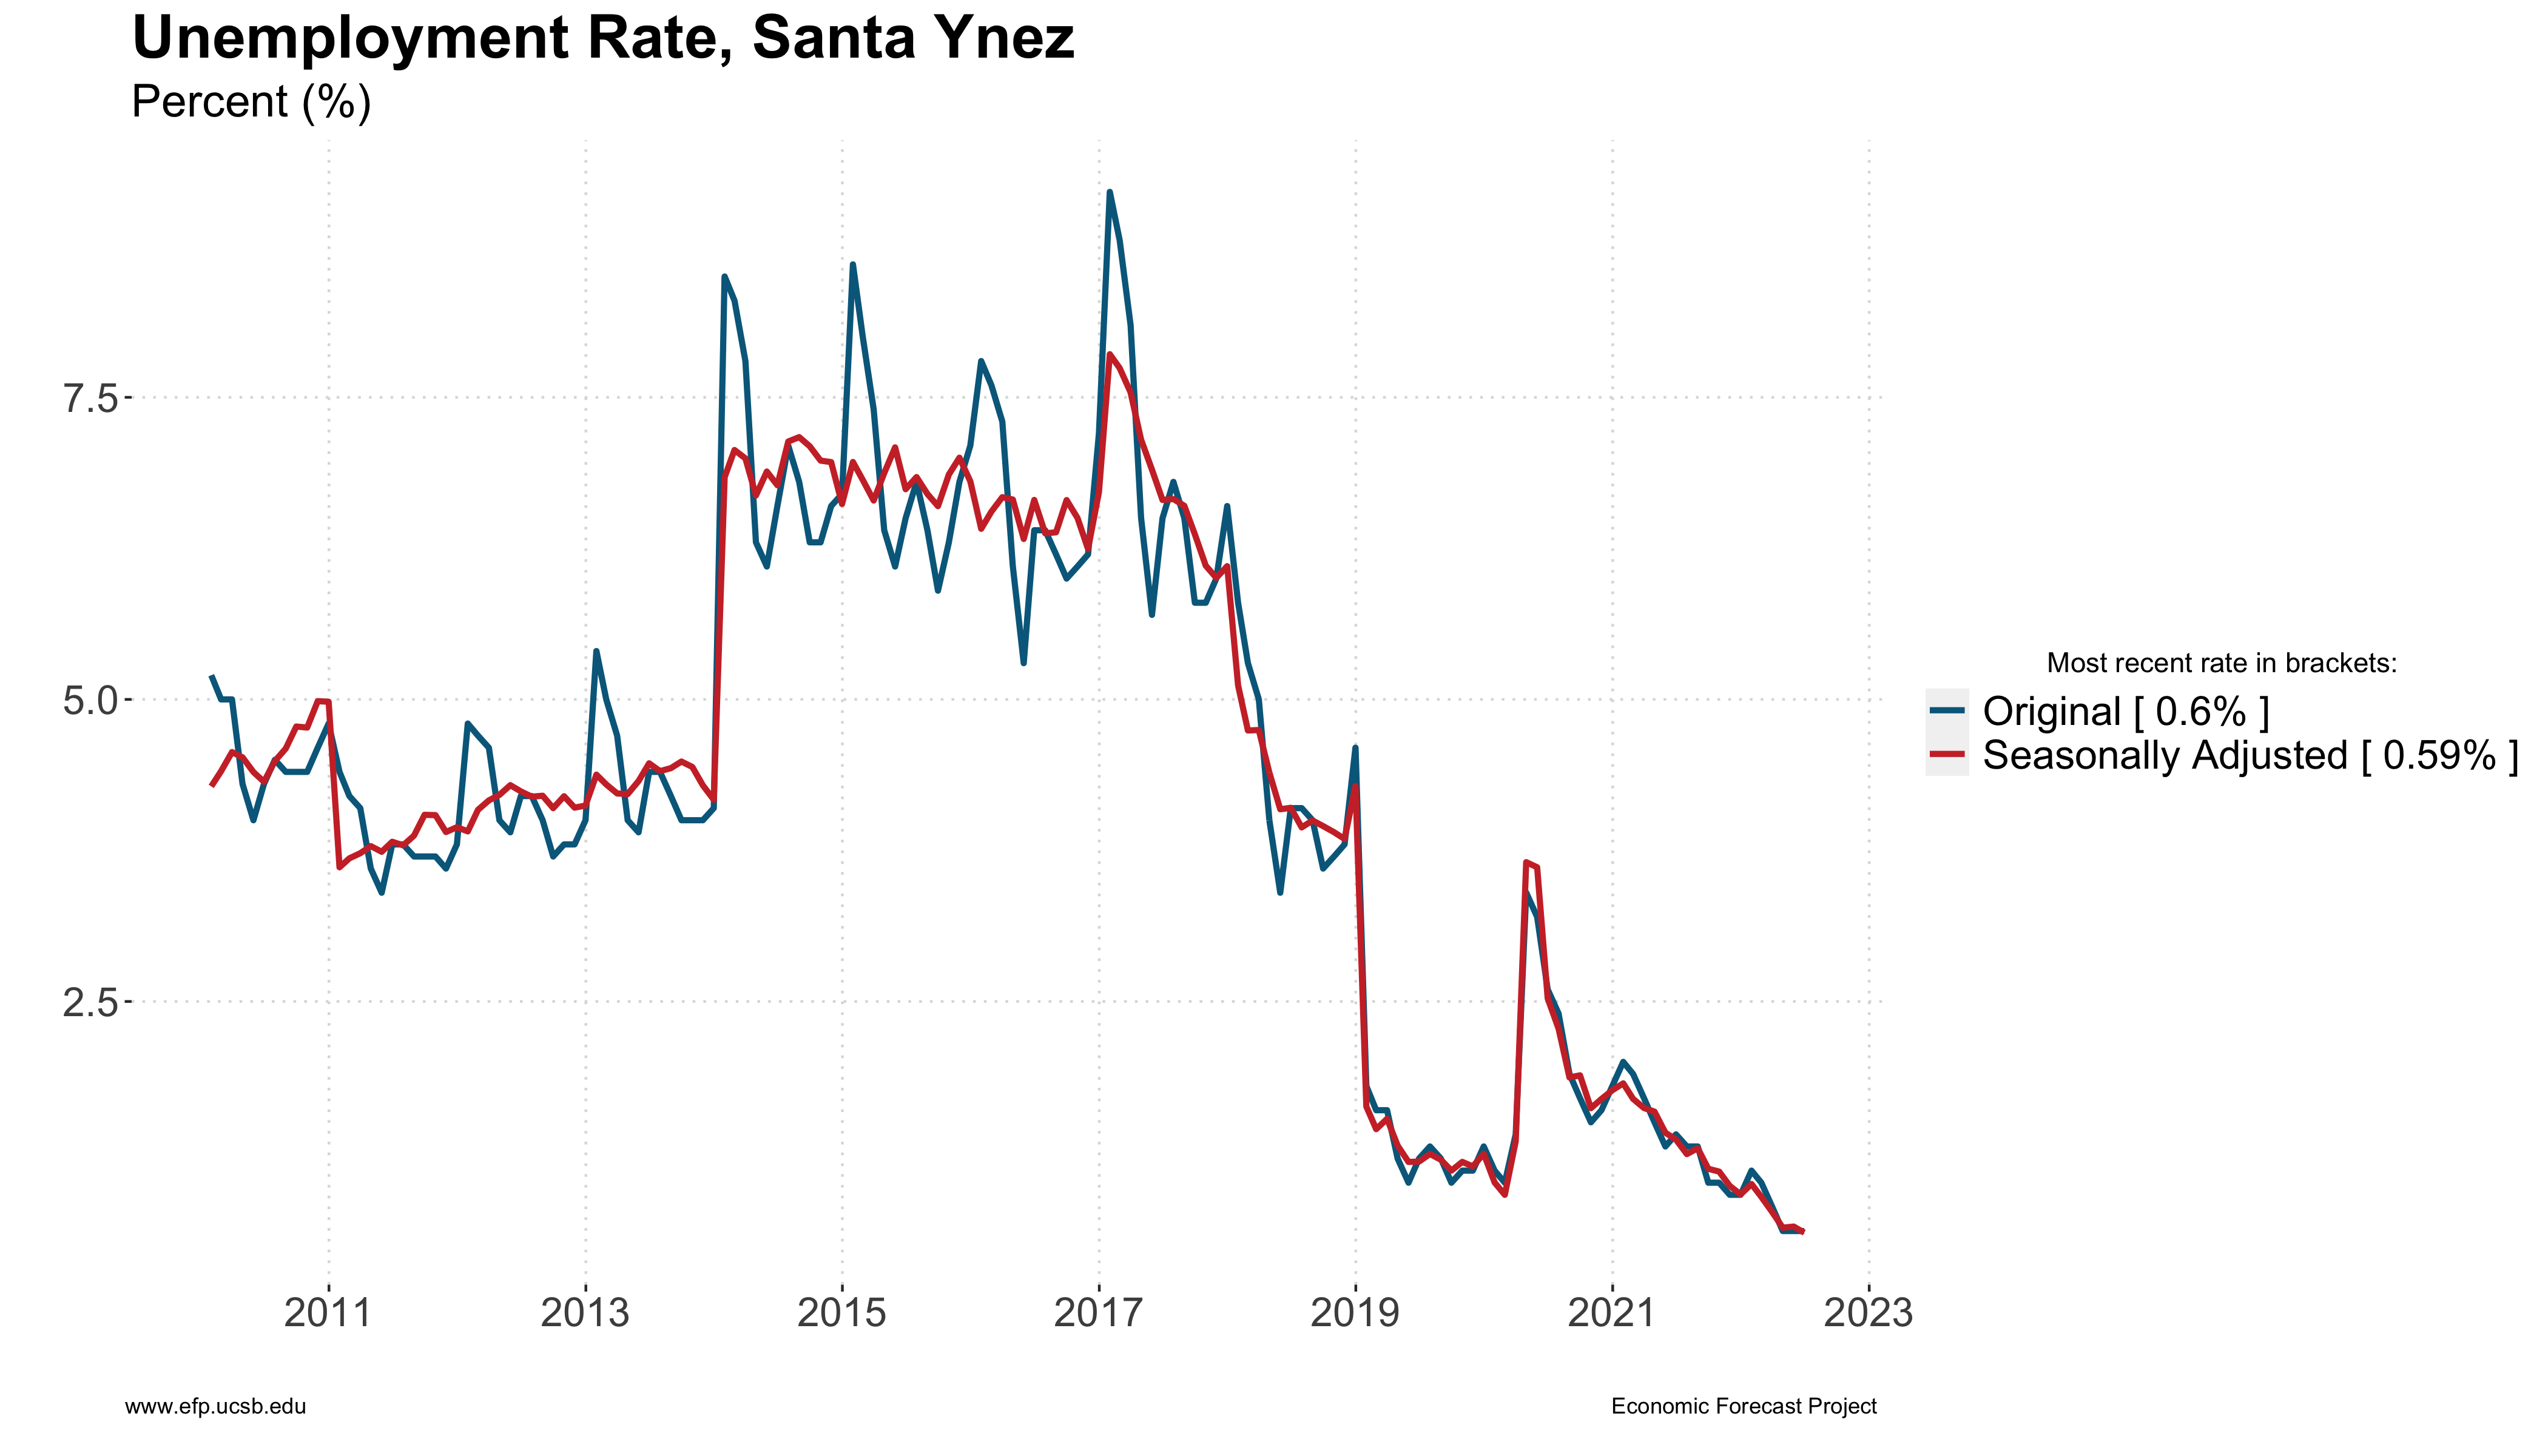 Unemployment Rate, Santa Ynez
Percent (%)
7.5
5.0
2.5
2011 2013 2015 2017 2019 2021 2023
Most recent rate in brackets:
Original [ 0.6% ]
Seasonally Adjusted [ 0.59% ]
www.efp.ucsb.edu
Economic Forecast Project